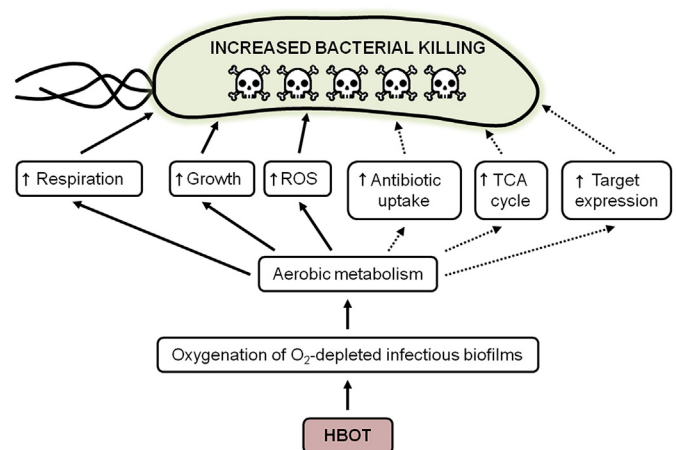 INCREASED BACTERIAL KILLING
↑ Respiration
↑ Growth
↑ ROS
↑ Antibiotic
uptake
↑ TCA
cycle
↑ Target
expression
Aerobic metabolism
Oxygenation of O₂-depleted infectious biofilms
HBOT